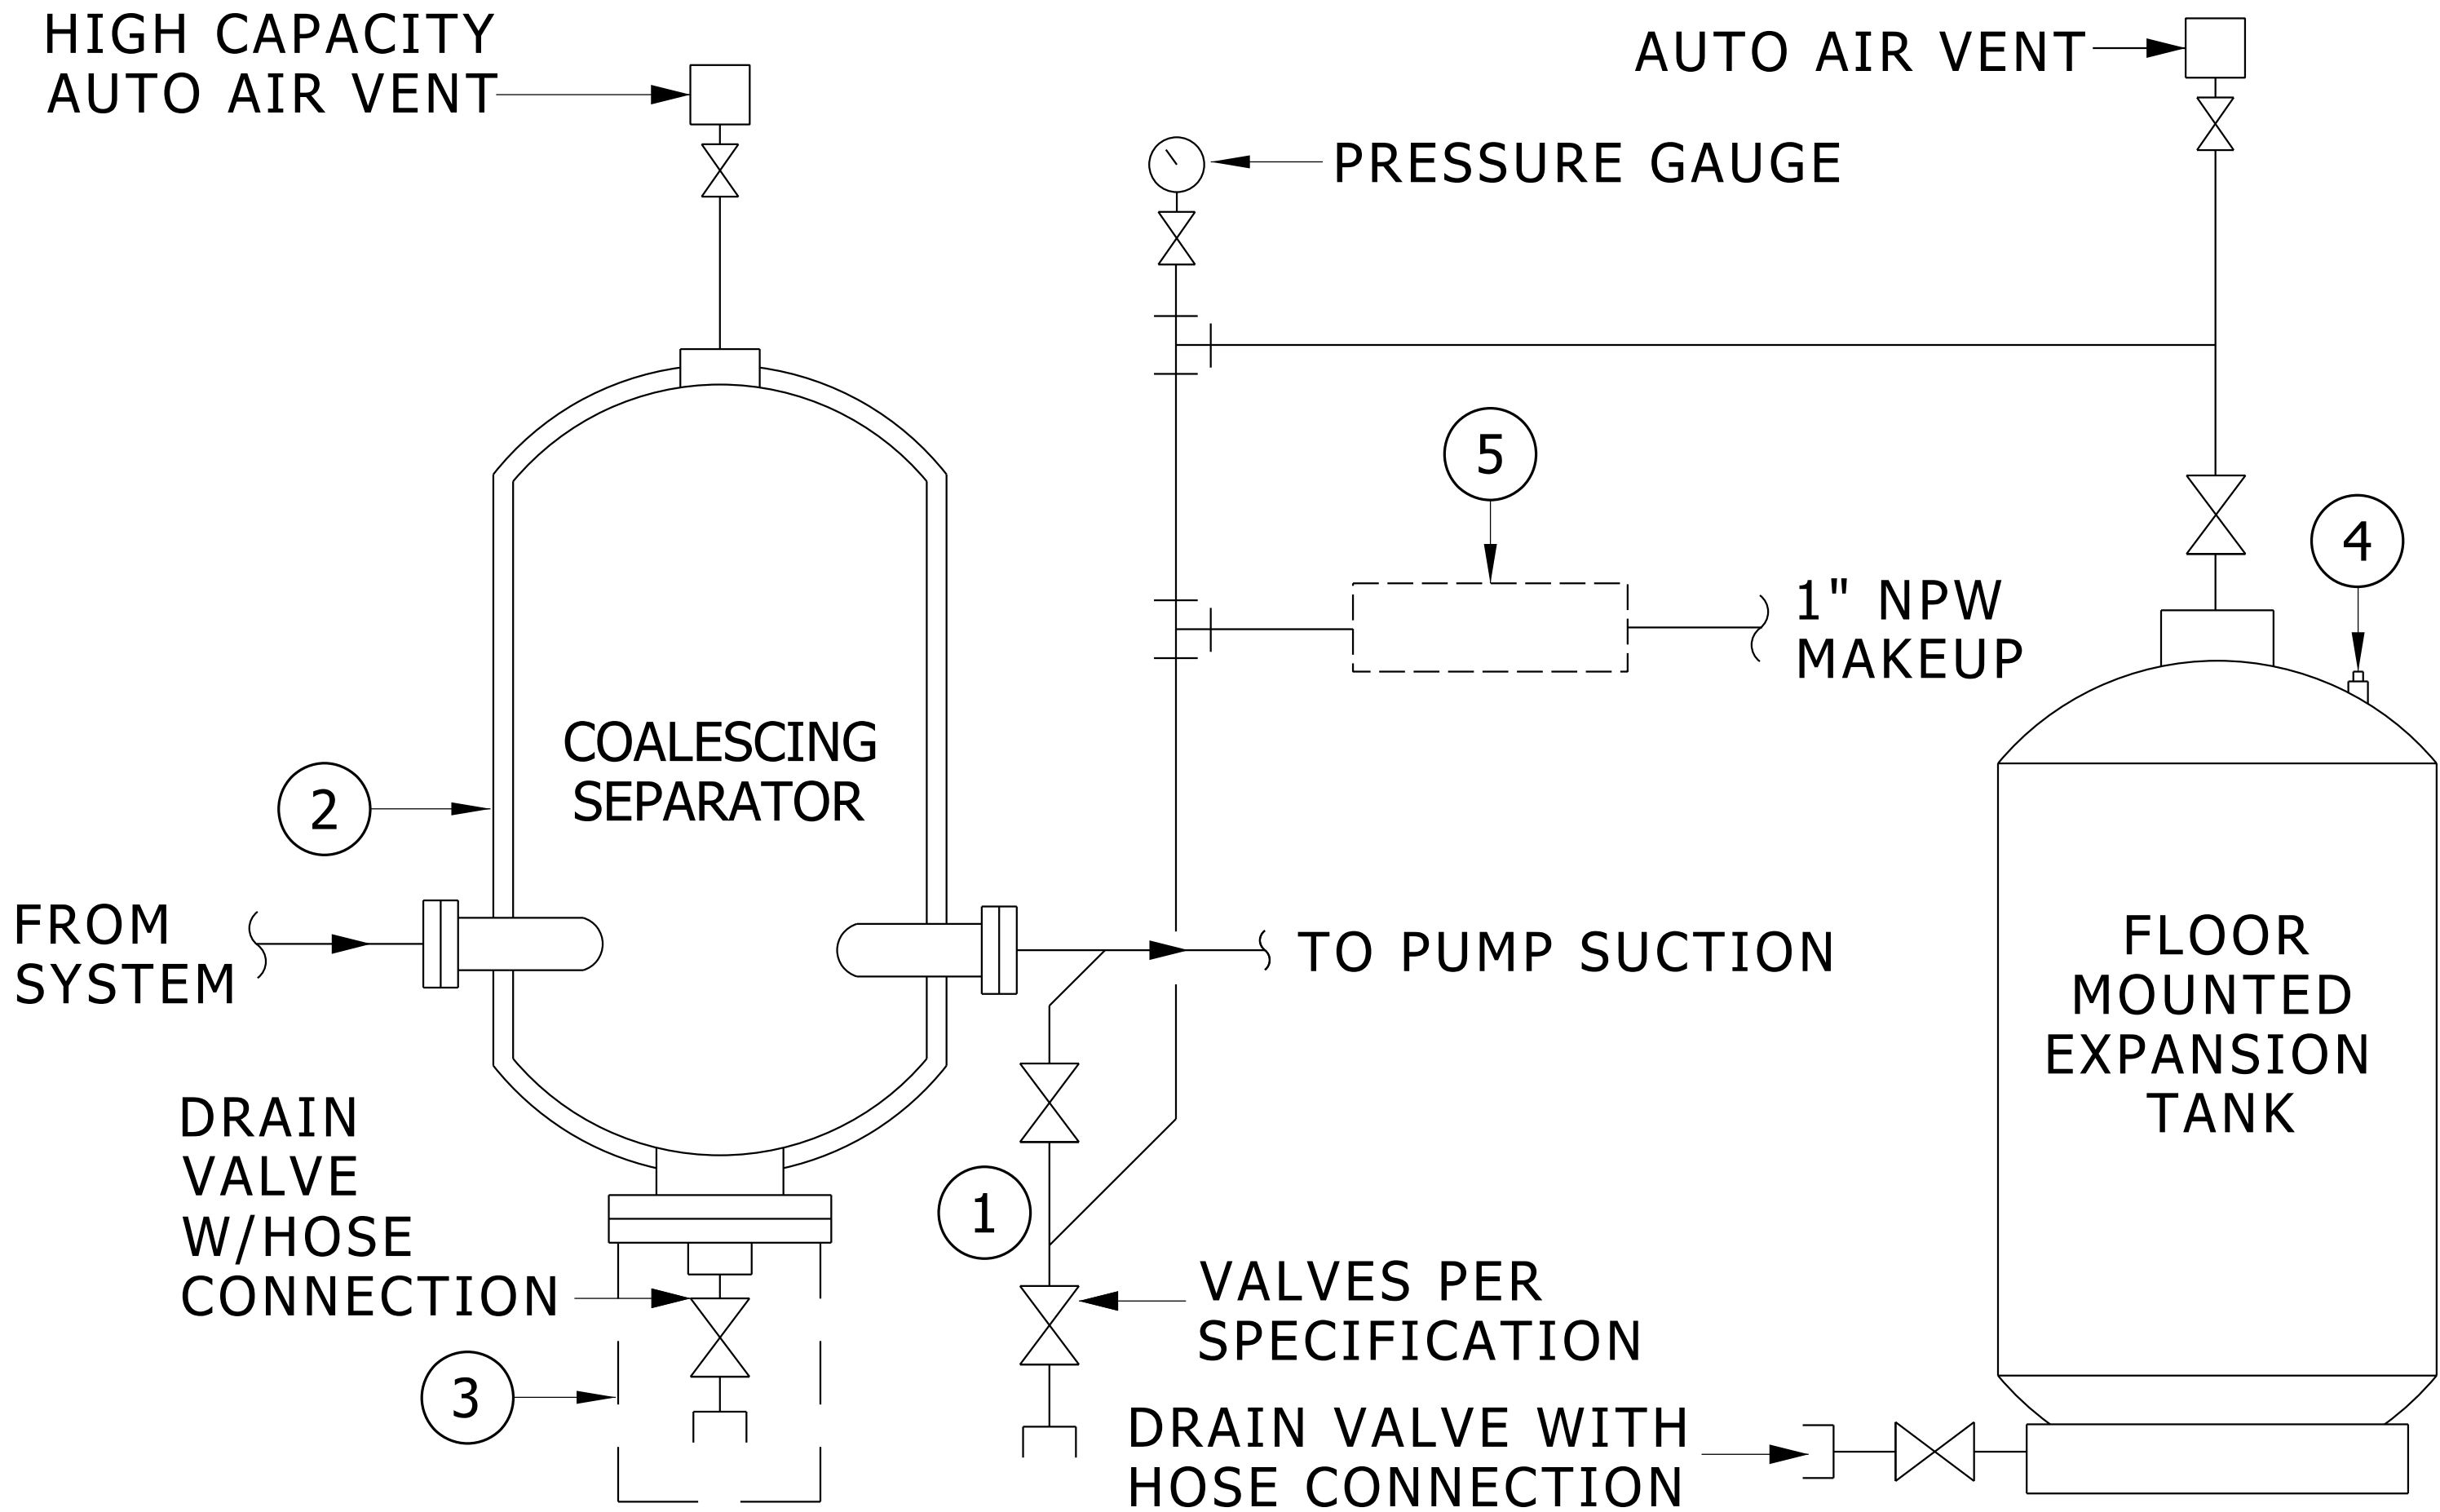 HIGH CAPACITY
AUTO AIR VENT
AUTO AIR VENT
PRESSURE GAUGE
5
4
1" NPW
MAKEUP
COALESCING
SEPARATOR
2
FROM
SYSTEM
TO PUMP SUCTION
FLOOR
MOUNTED
EXPANSION
TANK
DRAIN
VALVE
W/HOSE
CONNECTION
1
VALVES PER
SPECIFICATION
3
DRAIN VALVE WITH
HOSE CONNECTION